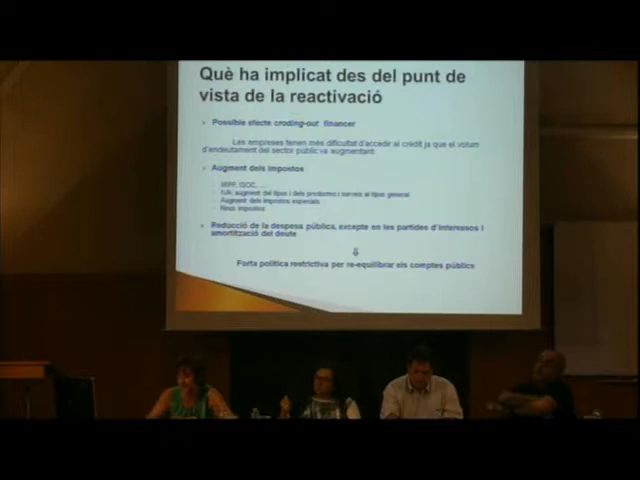 Què ha implicat des del punt de
vista de la reactivació
Possible efecte croding-out financer
Les empreses tenen més dificultat d'accedir al crèdit ja que el volum
d'endeutament del sector públic va augmentant
Augment dels impostos
IRPF, ISOC, ...
IVA: augment del tipus i dels productes i serveis al tipus general
Augment dels impostos especials
Nous impostos
Reducció de la despesa pública, excepte en les partides d'interessos i
amortització del deute
Forta política restrictiva per re-equilibrar els comptes públics